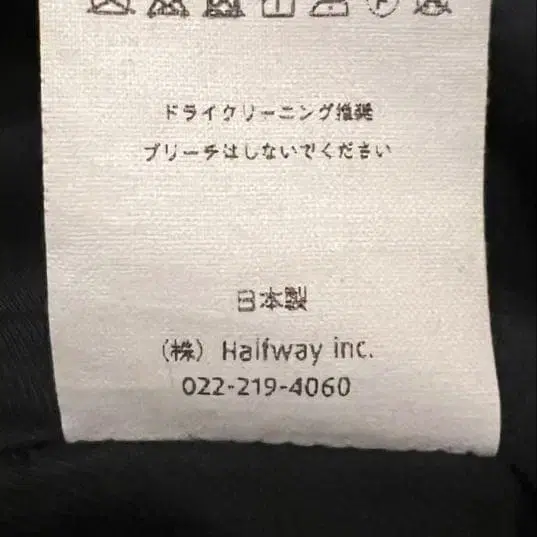 ドライクリーニング推奨
ブリーチはしないでください
日本製
（株）Halfway inc.
022-219-4060